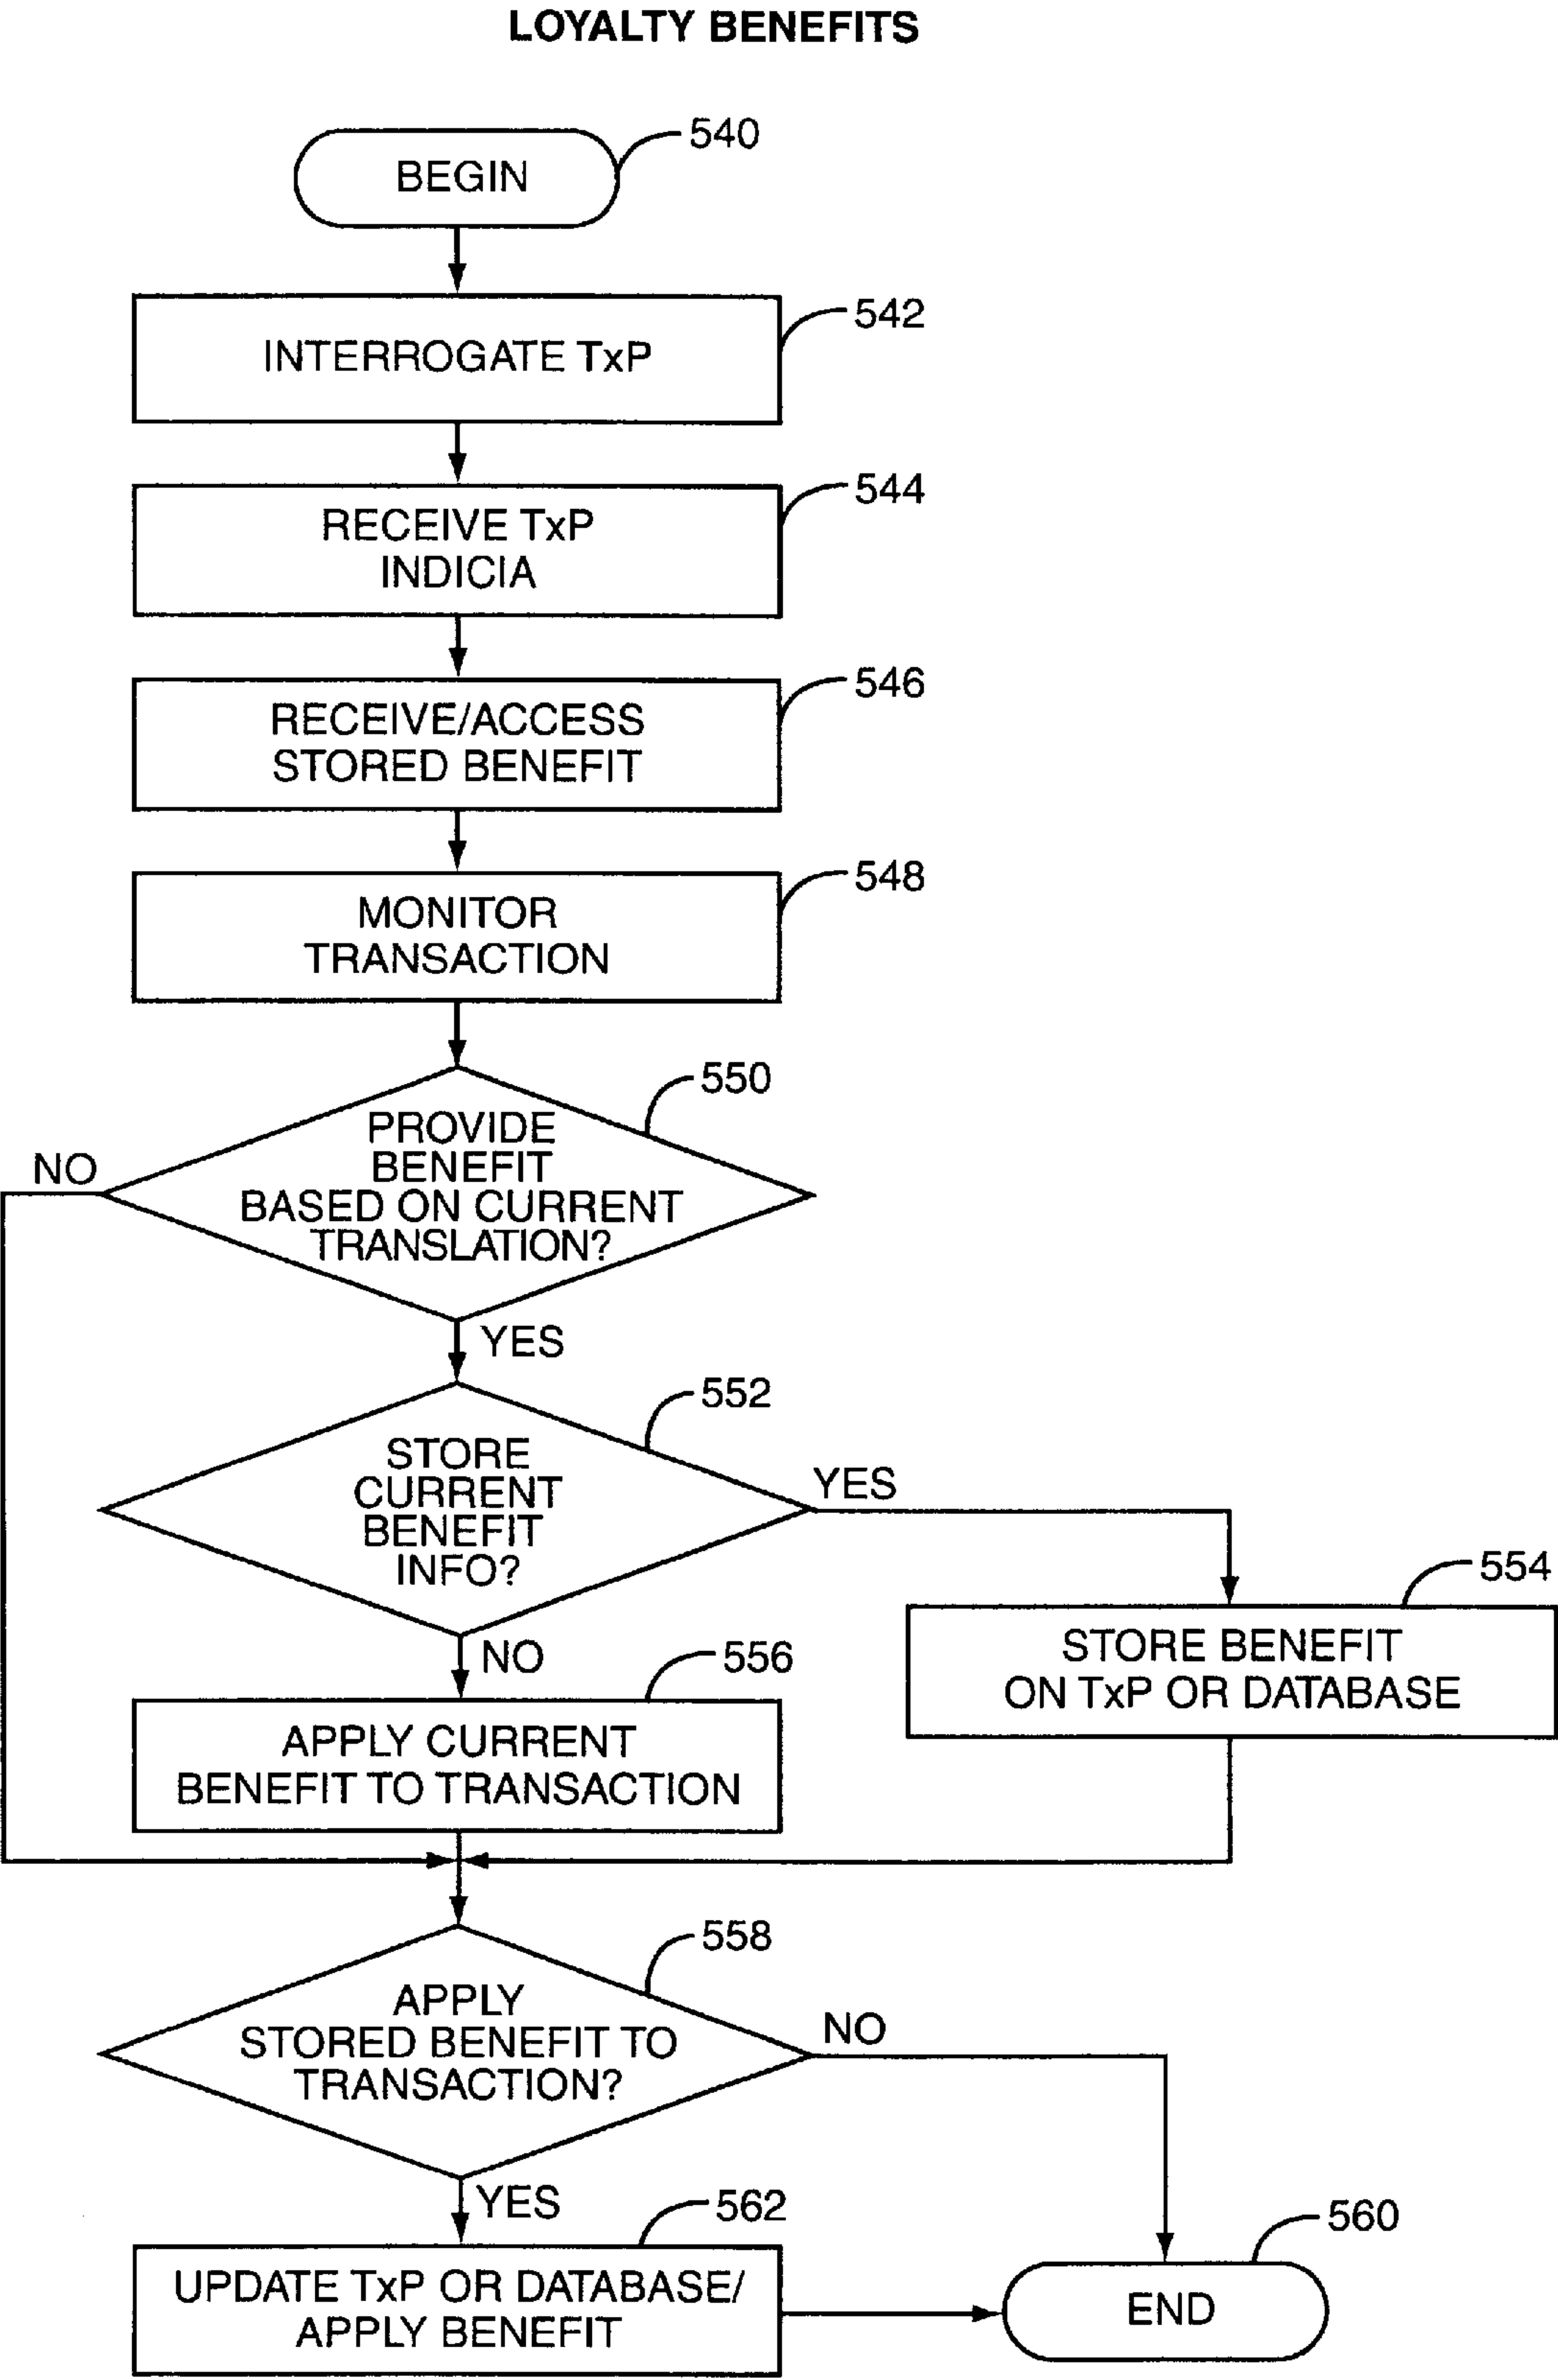 LOYALTY BENEFITS
540
BEGIN
542
INTERROGATE TxP
544
RECEIVE TxP
INDICIA
546
RECEIVE/ACCESS
STORED BENEFIT
548
MONITOR
TRANSACTION
550
PROVIDE
BENEFIT
BASED ON CURRENT
TRANSLATION?
NO
YES
552
STORE
CURRENT
BENEFIT
INFO?
YES
554
STORE BENEFIT
ON TxP OR DATABASE
NO
556
APPLY CURRENT
BENEFIT TO TRANSACTION
558
APPLY
STORED BENEFIT TO
TRANSACTION?
NO
YES
562
UPDATE TxP OR DATABASE/
APPLY BENEFIT
560
END